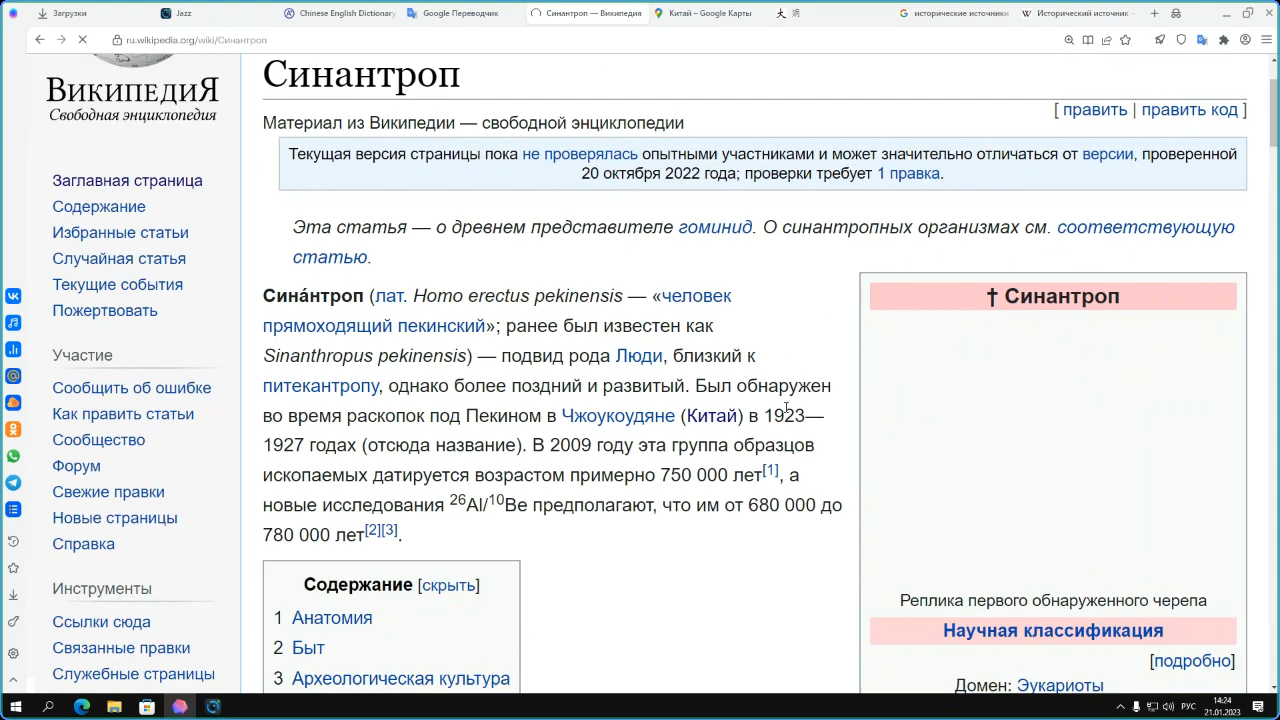 Загрузки
Jazz
Chinese English Dictionary
Google Переводчик
Синантроп — Википедия
Китай – Google Карты
исторические источники
Исторический источник -
ru.wikipedia.org/wiki/Синантроп
ВикипедиЯ
Свободная энциклопедия
Заглавная страница
Содержание
Избранные статьи
Случайная статья
Текущие события
Пожертвовать
Участие
Сообщить об ошибке
Как править статьи
Сообщество
Форум
Свежие правки
Новые страницы
Справка
Инструменты
Ссылки сюда
Связанные правки
Служебные страницы
Синантроп
[ править | править код ]
Материал из Википедии — свободной энциклопедии
Текущая версия страницы пока не проверялась опытными участниками и может значительно отличаться от версии, проверенной
20 октября 2022 года; проверки требует 1 правка.
Эта статья — о древнем представителе гоминид. О синантропных организмах см. соответствующую
статью.
Сина́нтроп (лат. Homo erectus pekinensis — «человек
прямоходящий пекинский»; ранее был известен как
Sinanthropus pekinensis) — подвид рода Люди, близкий к
питекантропу, однако более поздний и развитый. Был обнаружен
во время раскопок под Пекином в Чжоукоудяне (Китай) в 1923—
1927 годах (отсюда название). В 2009 году эта группа образцов
ископаемых датируется возрастом примерно 750 000 лет[1], а
новые исследования 26Al/10Be предполагают, что им от 680 000 до
780 000 лет[2][3].
Содержание [скрыть]
1 Анатомия
2 Быт
3 Археологическая культура
† Синантроп
Реплика первого обнаруженного черепа
Научная классификация
[подробно]
Домен: Эукариоты
РУС
14:24
21.01.2023